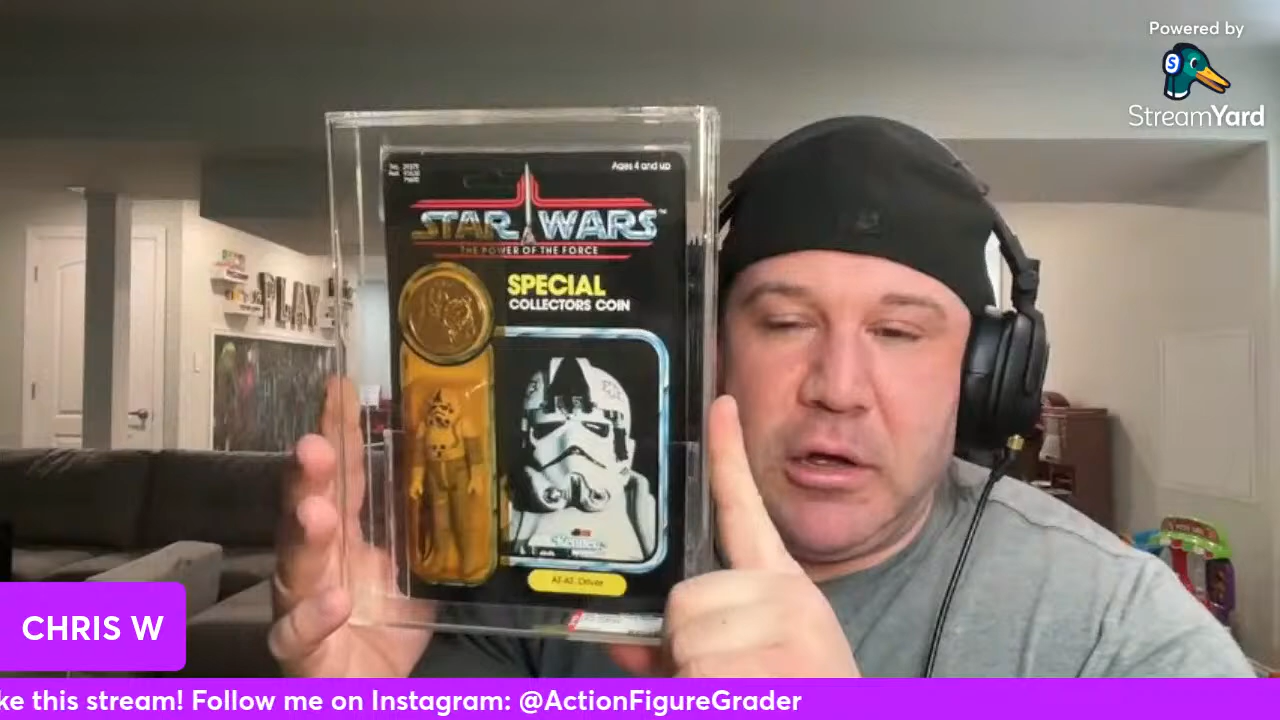 Powered by
StreamYard
Ages 4 and up
STAR WARS
THE POWER OF THE FORCE
SPECIAL
COLLECTORS COIN
PLAY
Kenner
AT-AT Driver
CHRIS W
ke this stream! Follow me on Instagram: @ActionFigureGrader